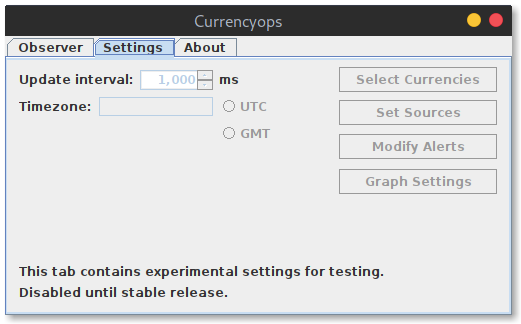 Currencyops
Observer Settings About
Update interval: 1,000 ms Select Currencies
Timezone: UTC Set Sources
GMT Modify Alerts
Graph Settings
This tab contains experimental settings for testing.
Disabled until stable release.